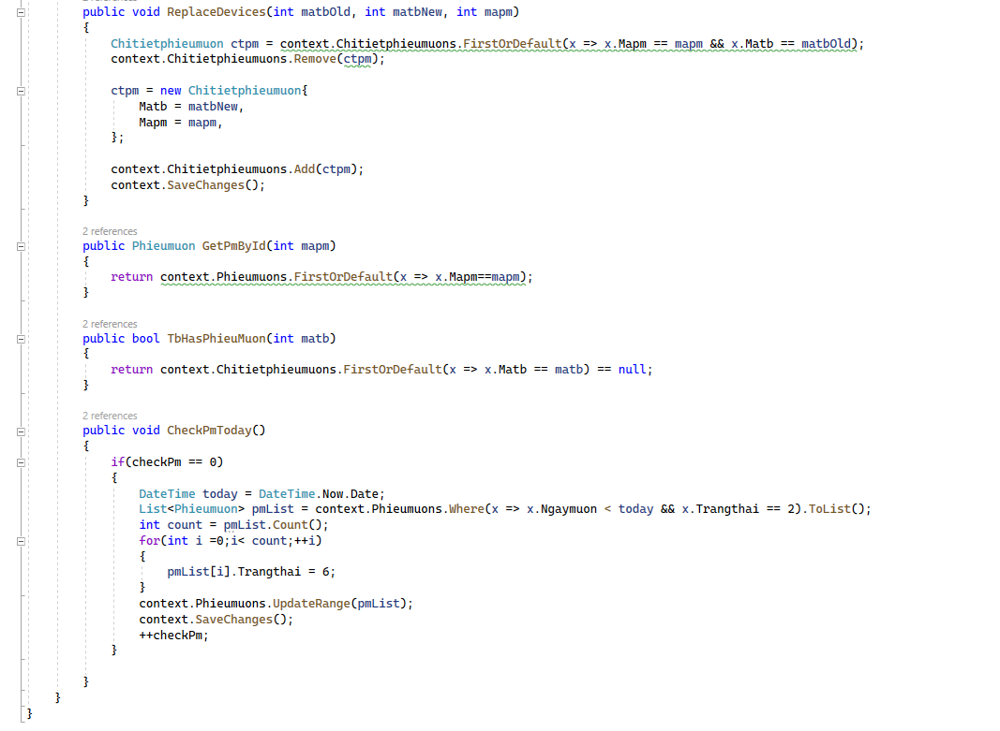 public void ReplaceDevices(int matbOld, int matbNew, int mapm)
{
Chitietphieumuon ctpm = context.Chitietphieumuons.FirstOrDefault(x => x.Mapm == mapm && x.Matb == matbOld);
context.Chitietphieumuons.Remove(ctpm);
ctpm = new Chitietphieumuon{
Matb = matbNew,
Mapm = mapm,
};
context.Chitietphieumuons.Add(ctpm);
context.SaveChanges();
}
2 references
public Phieumuon GetPmById(int mapm)
{
return context.Phieumuons.FirstOrDefault(x => x.Mapm==mapm);
}
2 references
public bool TbHasPhieuMuon(int matb)
{
return context.Chitietphieumuons.FirstOrDefault(x => x.Matb == matb) == null;
}
2 references
public void CheckPmToday()
{
if(checkPm == 0)
{
DateTime today = DateTime.Now.Date;
List<Phieumuon> pmList = context.Phieumuons.Where(x => x.Ngaymuon < today && x.Trangthai == 2).ToList();
int count = pmList.Count();
for(int i =0;i< count;++i)
{
pmList[i].Trangthai = 6;
}
context.Phieumuons.UpdateRange(pmList);
context.SaveChanges();
++checkPm;
}
}
}
}